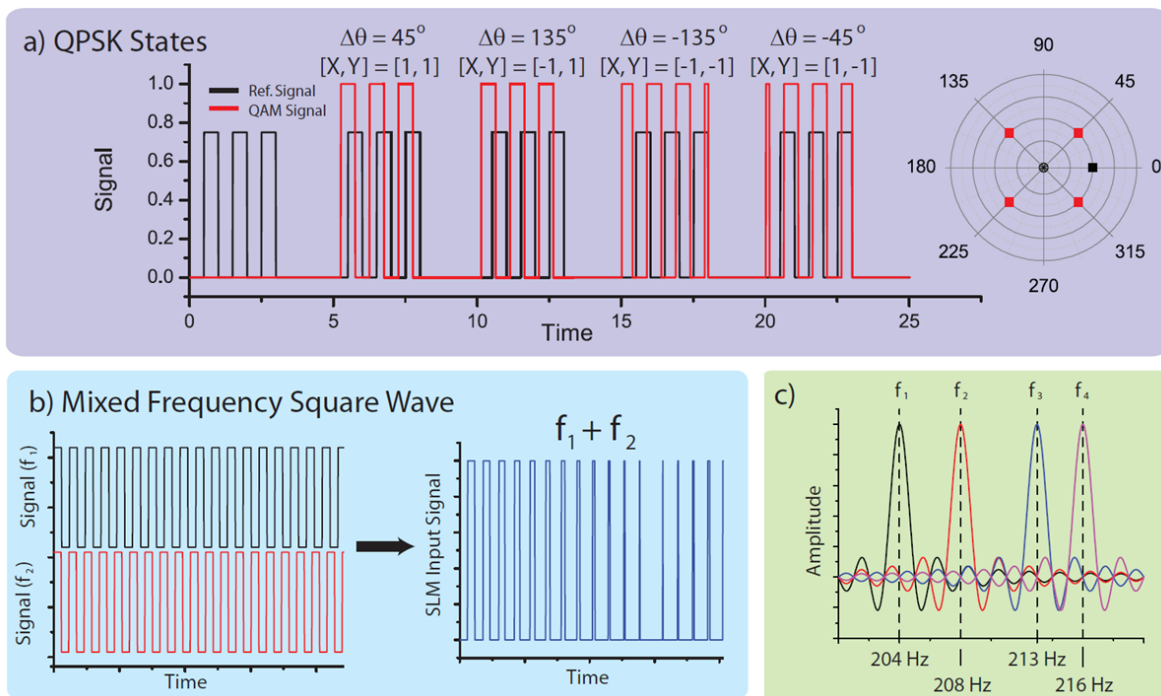 a) QPSK States
Δθ = 45° Δθ = 135° Δθ = -135° Δθ = -45°
[X,Y] = [1, 1] [X,Y] = [-1, 1] [X,Y] = [-1, -1] [X,Y] = [1, -1]
Ref. Signal
QAM Signal
Signal
1.0
0.8
0.6
0.4
0.2
0.0
0 5 10 15 20 25
Time
90
135 45
180 0
225 315
270
b) Mixed Frequency Square Wave
Signal (f₁)
Signal (f₂)
Time
f₁ + f₂
SLM Input Signal
Time
c)
f₁ f₂ f₃ f₄
Amplitude
204 Hz 213 Hz
208 Hz 216 Hz